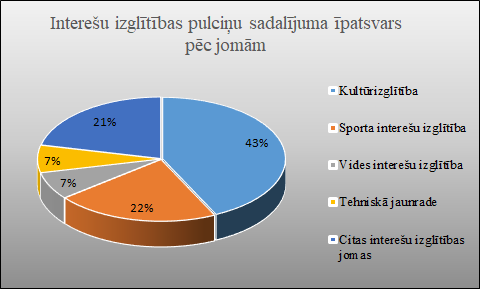 Interešu izglītības pulciņu sadalījuma īpatsvars
pēc jomām
43%
22%
7%
7%
21%
Kultūrizglītība
Sporta interešu izglītība
Vides interešu izglītība
Tehniskā jaunrade
Citas interešu izglītības
jomas